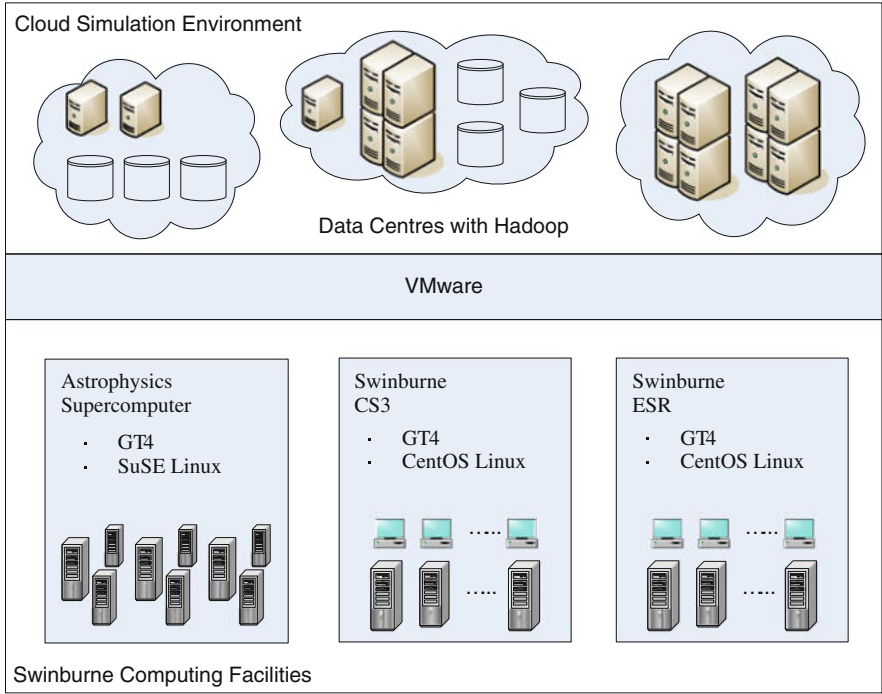 Cloud Simulation Environment
Data Centres with Hadoop
VMware
Astrophysics
Supercomputer
· GT4
· SuSE Linux
Swinburne
CS3
· GT4
· CentOS Linux
Swinburne
ESR
· GT4
· CentOS Linux
......
......
......
......
Swinburne Computing Facilities